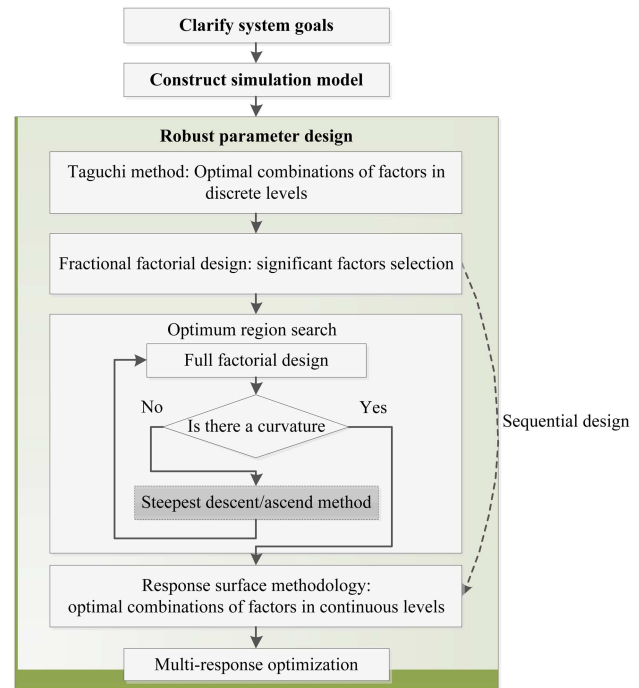 Clarify system goals
Construct simulation model
Robust parameter design
Taguchi method: Optimal combinations of factors in
discrete levels
Fractional factorial design: significant factors selection
Optimum region search
Full factorial design
No
Yes
Is there a curvature
Sequential design
Steepest descent/ascend method
Response surface methodology:
optimal combinations of factors in continuous levels
Multi-response optimization